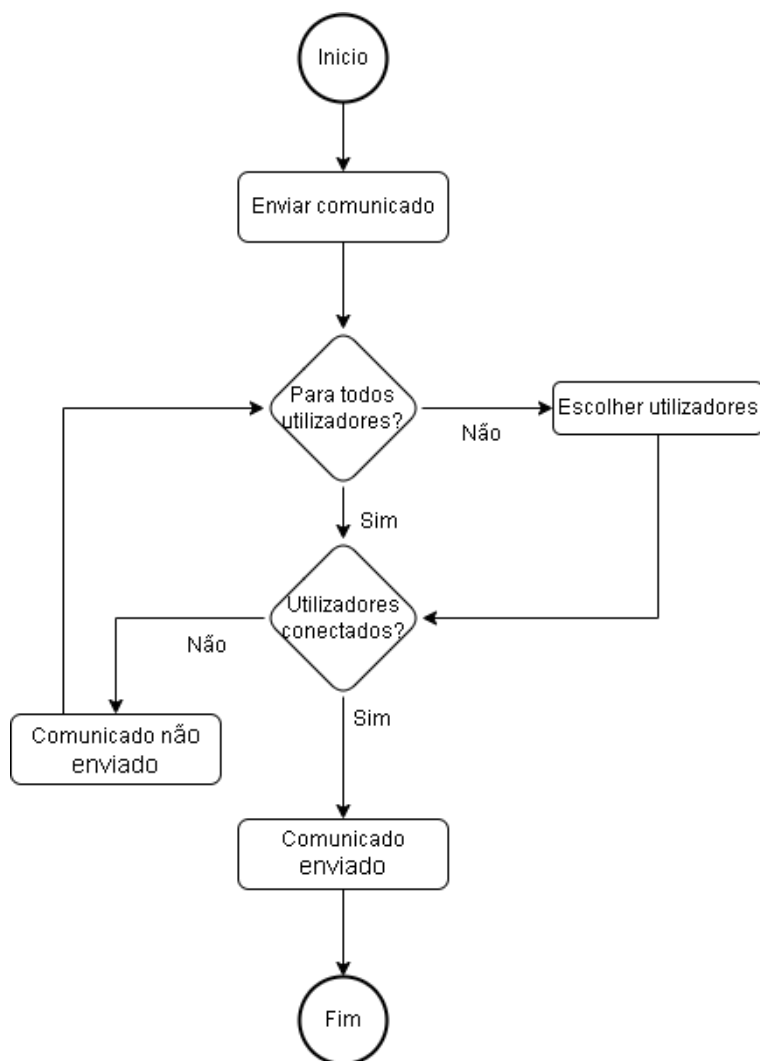 Inicio
Enviar comunicado
Para todos
utilizadores?
Não
Escolher utilizadores
Sim
Utilizadores
conectados?
Não
Sim
Comunicado não
enviado
Comunicado
enviado
Fim